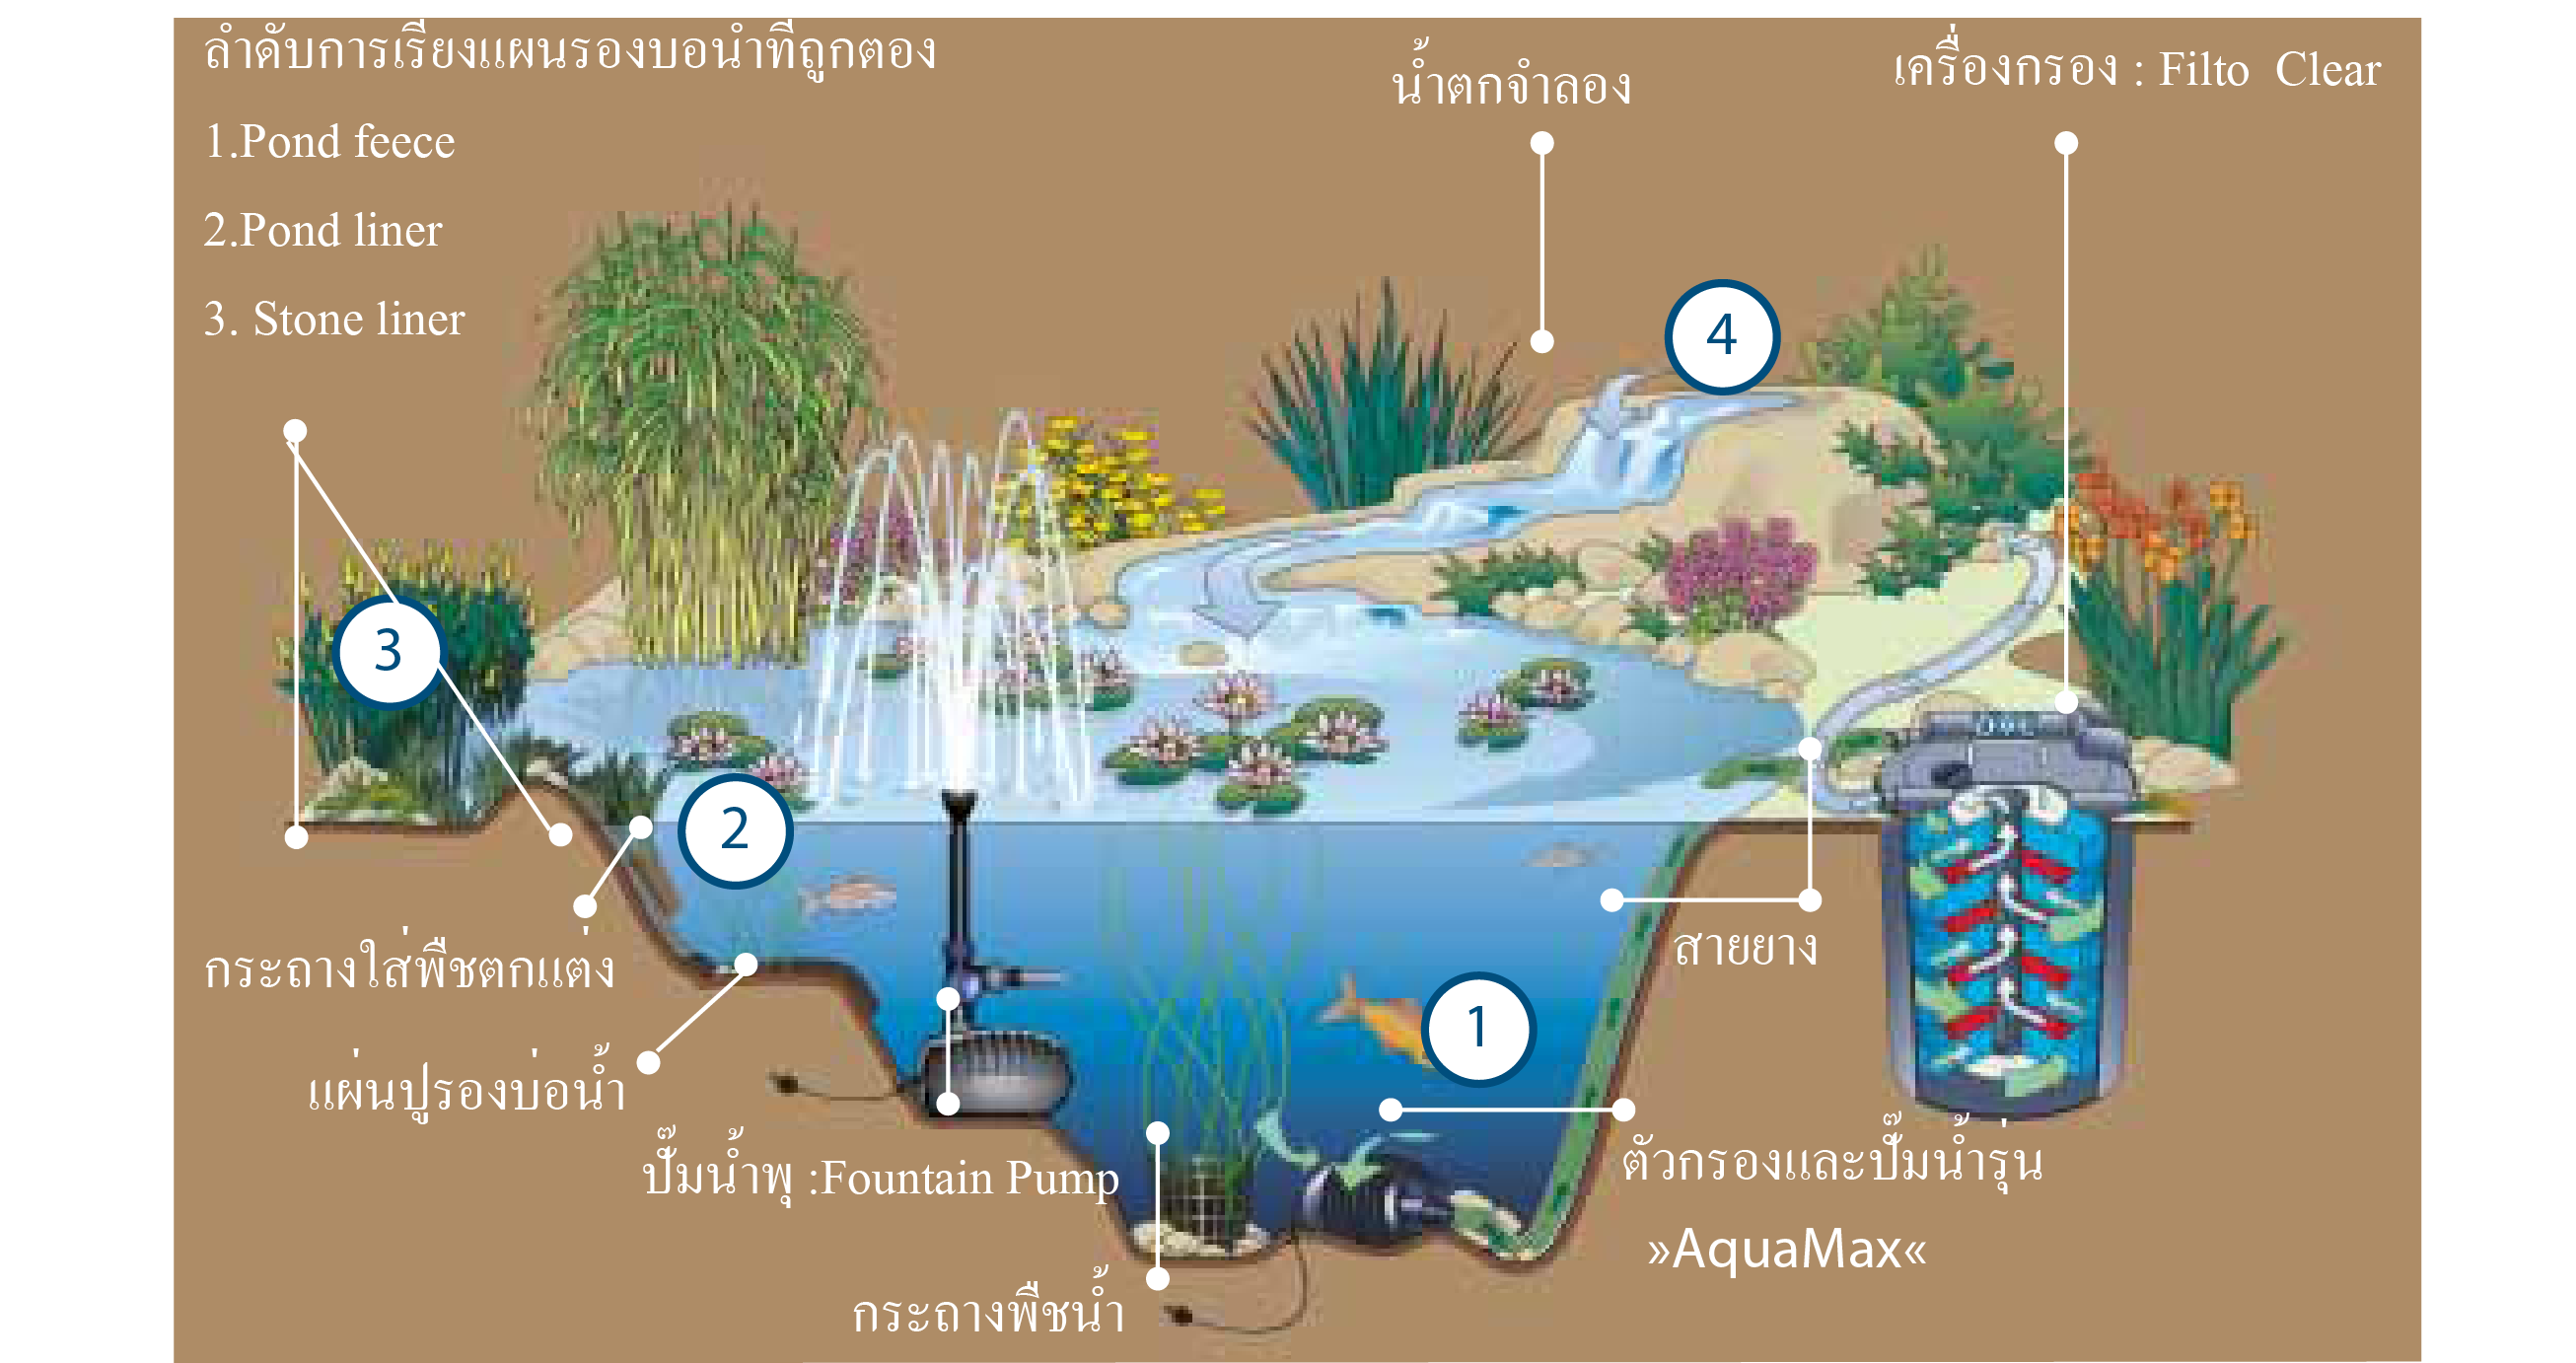 ลำดับการเรียงแผนรองบอนำทีถูกตอง
1.Pond feece
2.Pond liner
3. Stone liner
น้ำตกจำลอง
เครื่องกรอง : Filto Clear
4
3
2
1
กระถางใส่พืชตกแต่ง
แผ่นปูรองบ่อน้ำ
ปั๊มน้ำพุ :Fountain Pump
กระถางพืชน้ำ
สายยาง
ตัวกรองและปั๊มน้ำรุ่น
»AquaMax«